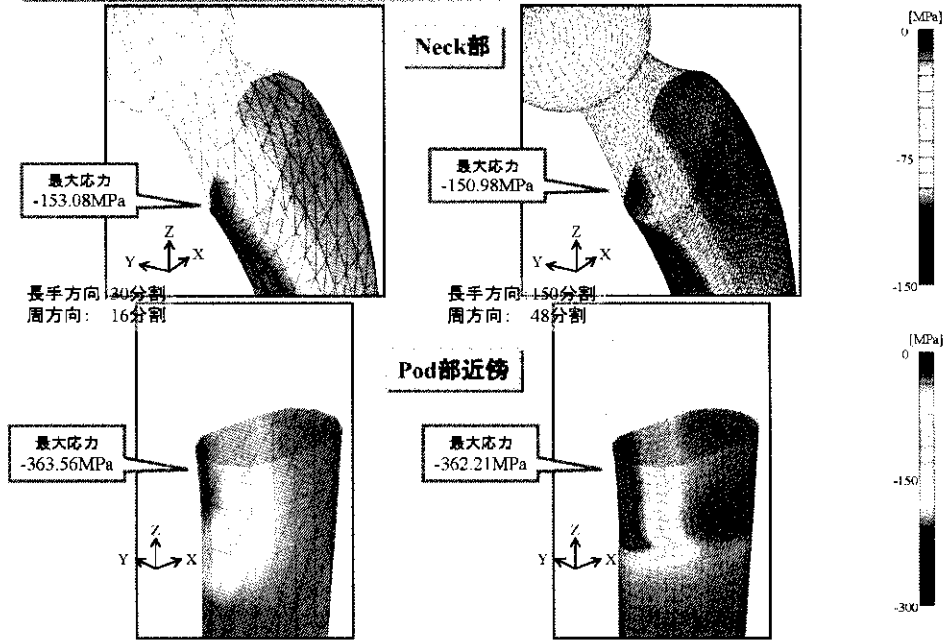 Neck部
[MPa]
0
-75
-150
最大応力
-153.08MPa
最大応力
-150.98MPa
Z
Y
X
Z
Y
X
長手方向 30分割
周方向: 16分割
長手方向 150分割
周方向: 48分割
Pod部近傍
[MPa]
0
-150
-300
最大応力
-363.56MPa
最大応力
-362.21MPa
Z
Y
X
Z
Y
X